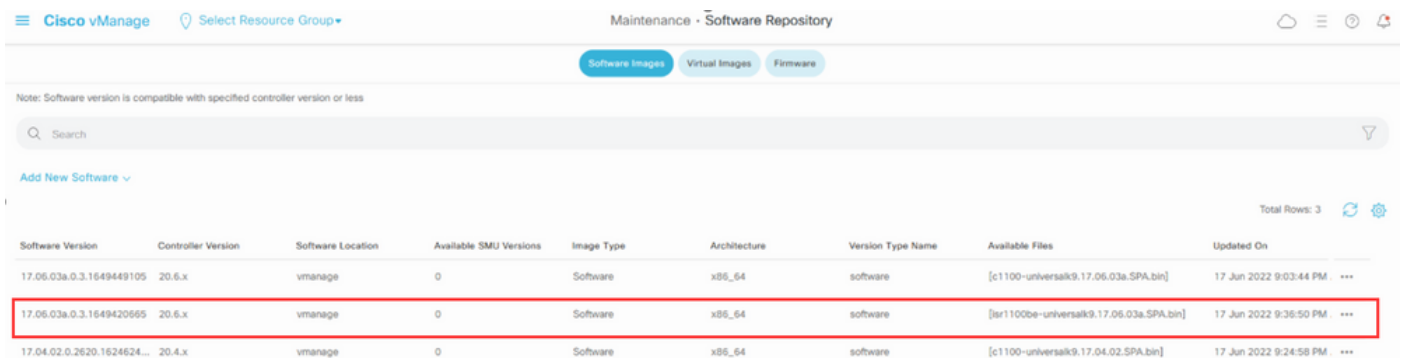 Cisco vManage
Select Resource Group
Maintenance · Software Repository
Software Images
Virtual Images
Firmware
Note: Software version is compatible with specified controller version or less
Search
Add New Software
Total Rows: 3
Software Version Controller Version Software Location Available SMU Versions Image Type Architecture Version Type Name Available Files Updated On
17.06.03a.0.3.1649449105 20.6.x vmanage 0 Software x86_64 software [c1100-universalk9.17.06.03a.SPA.bin] 17 Jun 2022 9:03:44 PM . •••
17.06.03a.0.3.1649420665 20.6.x vmanage 0 Software x86_64 software [isr1100be-universalk9.17.06.03a.SPA.bin] 17 Jun 2022 9:36:50 PM . •••
17.04.02.0.2620.1624624... 20.4.x vmanage 0 Software x86_64 software [c1100-universalk9.17.04.02.SPA.bin] 17 Jun 2022 9:24:58 PM . •••